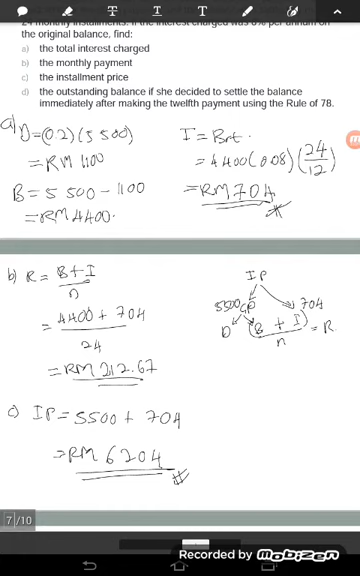 24 monthly installments. If the interest charged was 8% per annum on
the original balance, find:
a) the total interest charged
b) the monthly payment
c) the installment price
d) the outstanding balance if she decided to settle the balance
immediately after making the twelfth payment using the Rule of 78.
a) D=(0.2)(5 500)
=RM 1100
B = 5 500 - 1100
=RM 4400.
I = Brt.
= 4400(0.08)(24/12)
=RM704
b) R = B+I/n
= 4400 + 704/24
=RM 212.67
IP
5500 CP 704
D (B + I)/n = R
c) IP = 5500 + 704
=RM 6204
7 /10
Recorded by mobizen